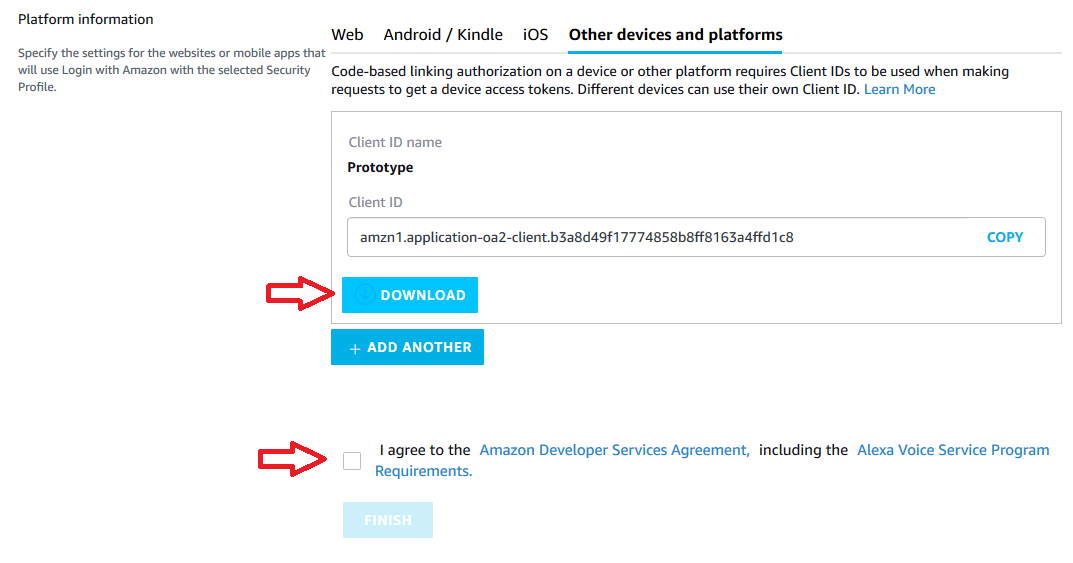 Platform information
Specify the settings for the websites or mobile apps that
will use Login with Amazon with the selected Security
Profile.
Web Android / Kindle iOS Other devices and platforms
Code-based linking authorization on a device or other platform requires Client IDs to be used when making
requests to get a device access tokens. Different devices can use their own Client ID. Learn More
Client ID name
Prototype
Client ID
amzn1.application-oa2-client.b3a8d49f17774858b8ff8163a4ffd1c8 COPY
DOWNLOAD
+ ADD ANOTHER
I agree to the Amazon Developer Services Agreement, including the Alexa Voice Service Program
Requirements.
FINISH